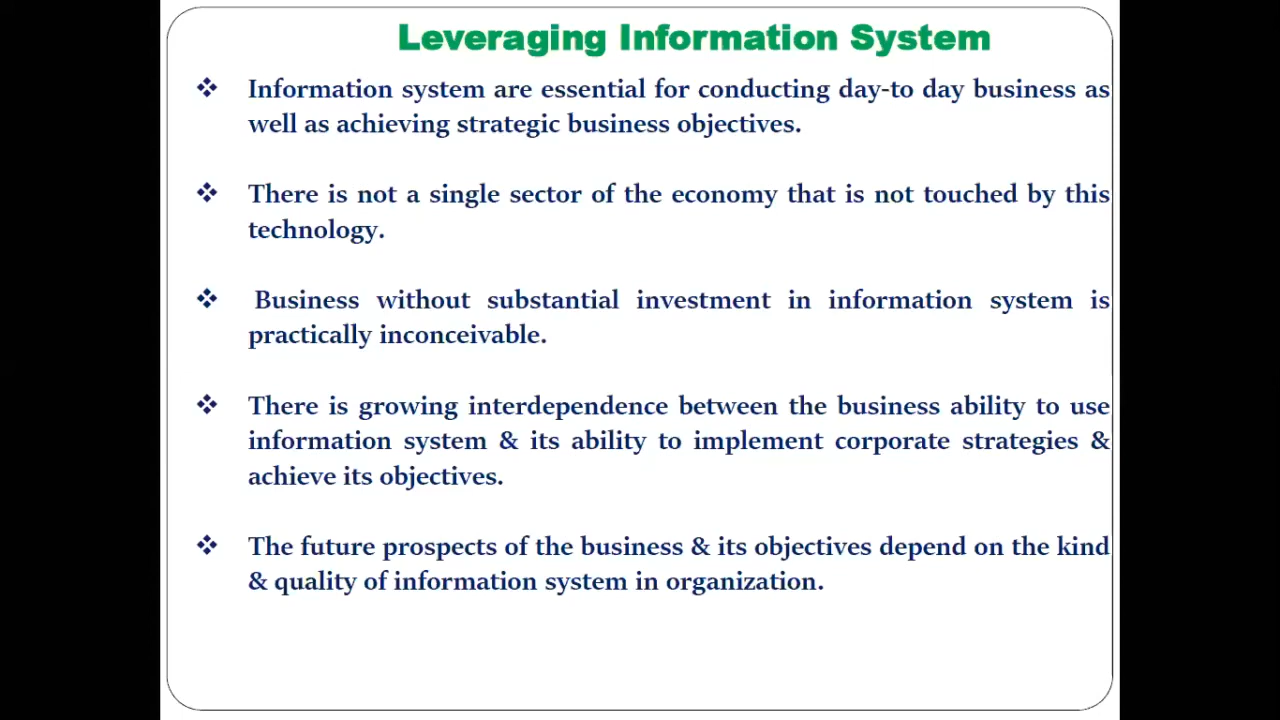 Leveraging Information System
❖ Information system are essential for conducting day-to day business as
well as achieving strategic business objectives.
❖ There is not a single sector of the economy that is not touched by this
technology.
❖ Business without substantial investment in information system is
practically inconceivable.
❖ There is growing interdependence between the business ability to use
information system & its ability to implement corporate strategies &
achieve its objectives.
❖ The future prospects of the business & its objectives depend on the kind
& quality of information system in organization.